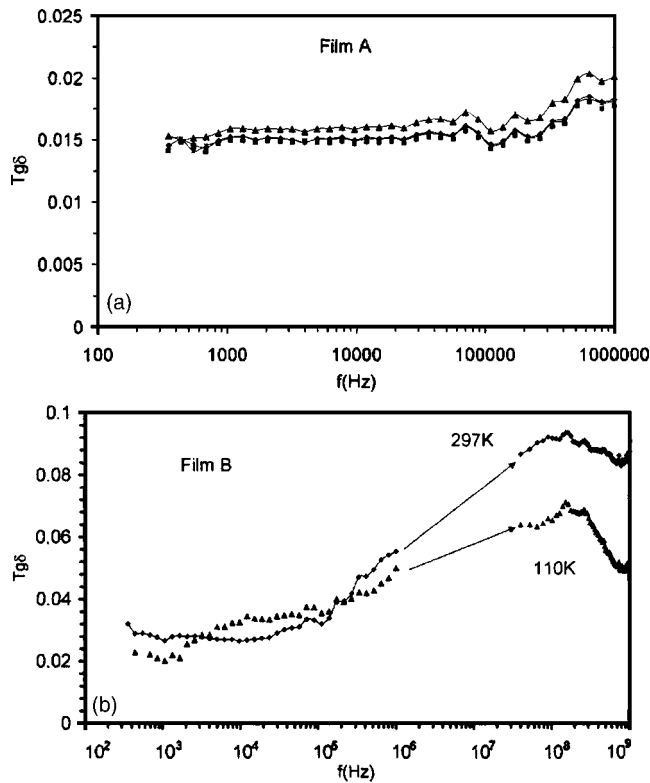 0.025
Film A
0.02
0.015
Tgδ
0.01
0.005
(a)
0
100 1000 10000 100000 1000000
f(Hz)
0.1
297K
Film B
0.08
0.06
Tgδ
110K
0.04
0.02
(b)
0
10² 10³ 10⁴ 10⁵ 10⁶ 10⁷ 10⁸ 10⁹
f(Hz)